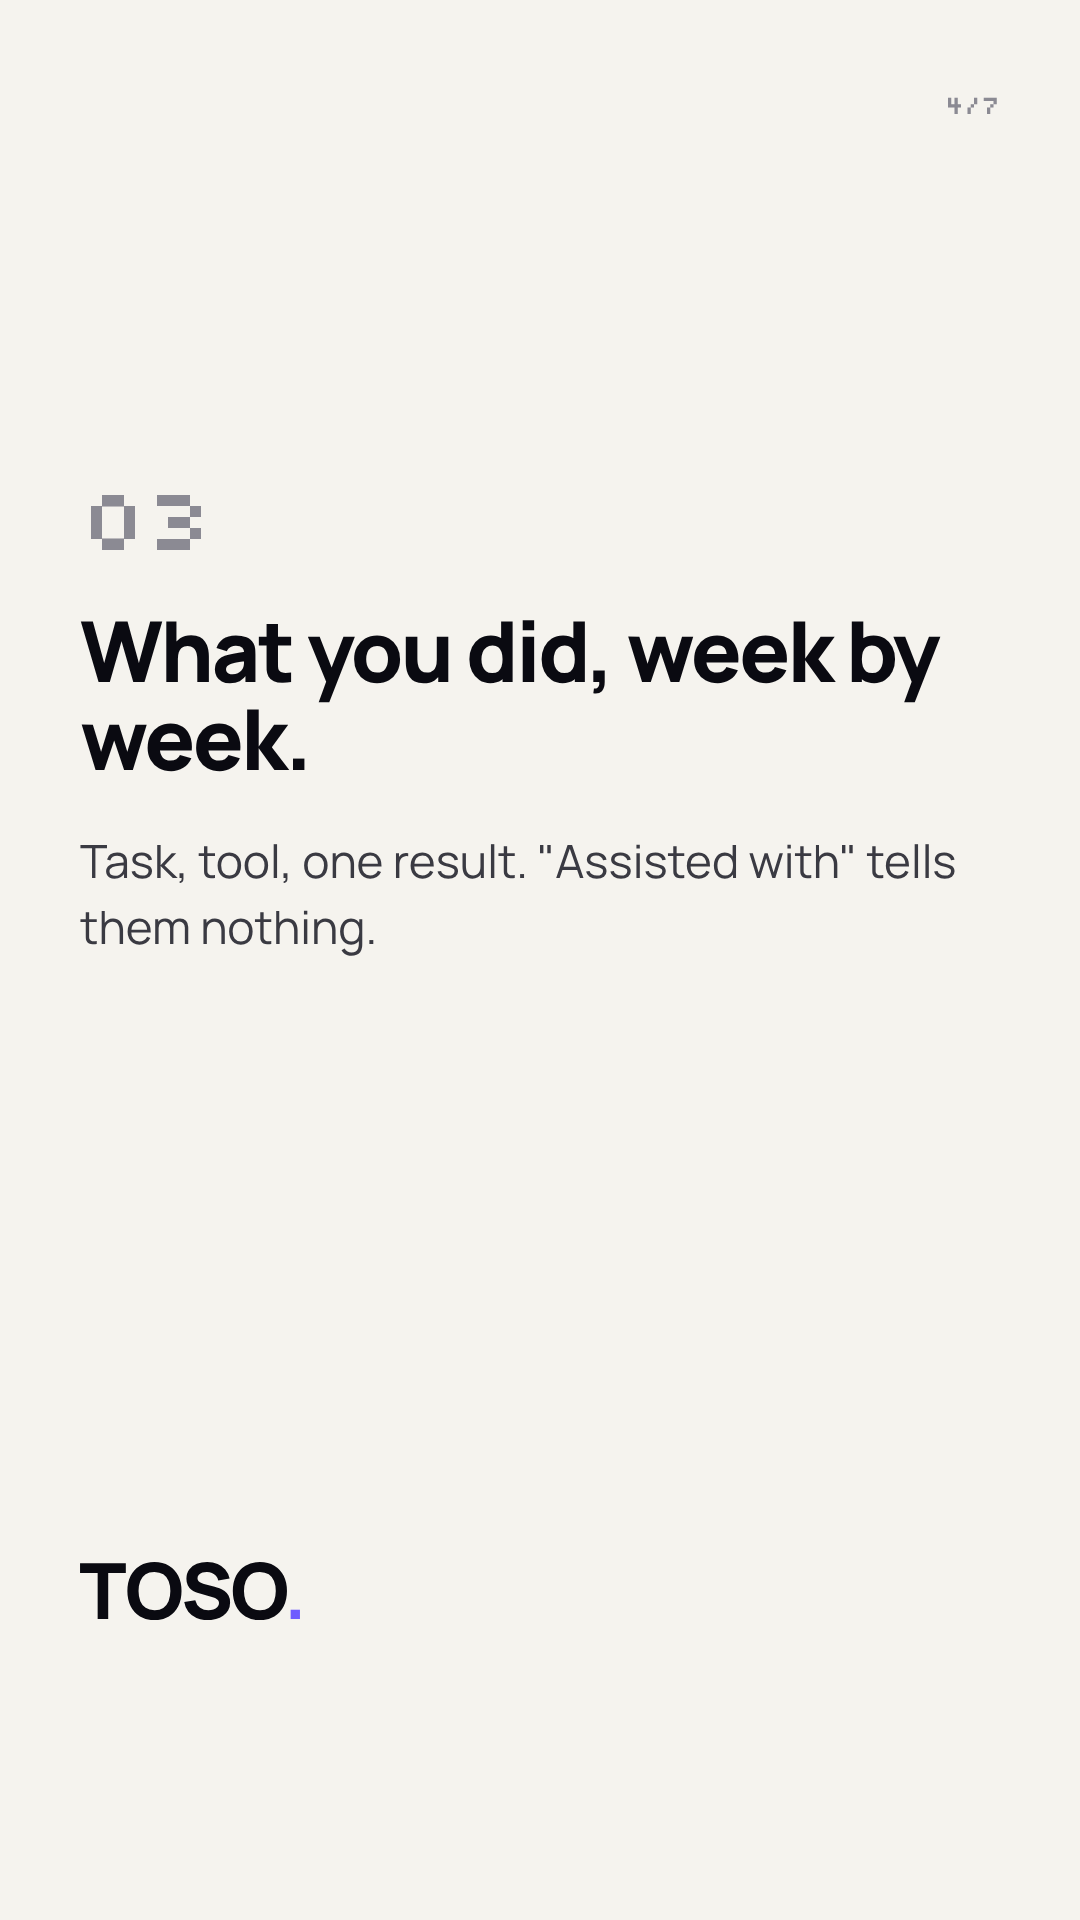 4/7
03
What you did, week by
week.
Task, tool, one result. "Assisted with" tells
them nothing.
TOSO.